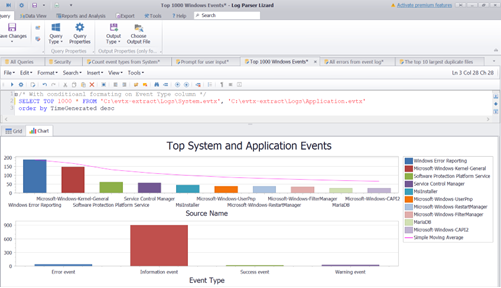 Top 1000 Windows Events* - Log Parser Lizard
Activate premium features
Query Data View Reports and Analysis Export Tools Search
Save Changes
Query Type
Query Properties
Output Properties
Choose Output File
Query Type
Output Properties (only To...
All Queries Security Count event types from System* Prompt for user input* Top 1000 Windows Events* All errors from event log* The top 10 largest duplicate files
File Edit Format Search Insert View Tools
Ln 3 Col 28 Ch 28
/* With conditioanl formating on Event Type column */
SELECT TOP 1000 * FROM 'C:\evtx-extract\Logs\System.evtx', 'C:\evtx-extract\Logs\Application.evtx'
order by TimeGenerated desc
Grid Chart
Top System and Application Events
200
150
100
50
0
Microsoft-Windows-Kernel-General Service Control Manager Microsoft-Windows-UserPnp Microsoft-Windows-FilterManager Microsoft-Windows-CAPI2
Windows Error Reporting Software Protection Platform Service MsiInstaller Microsoft-Windows-RestartManager MariaDB
Source Name
Windows Error Reporting
Microsoft-Windows-Kernel-General
Software Protection Platform Service
Service Control Manager
MsiInstaller
Microsoft-Windows-UserPnp
Microsoft-Windows-RestartManager
Microsoft-Windows-FilterManager
MariaDB
Microsoft-Windows-CAPI2
Simple Moving Average
900
600
300
0
Error event Information event Success event Warning event
Event Type